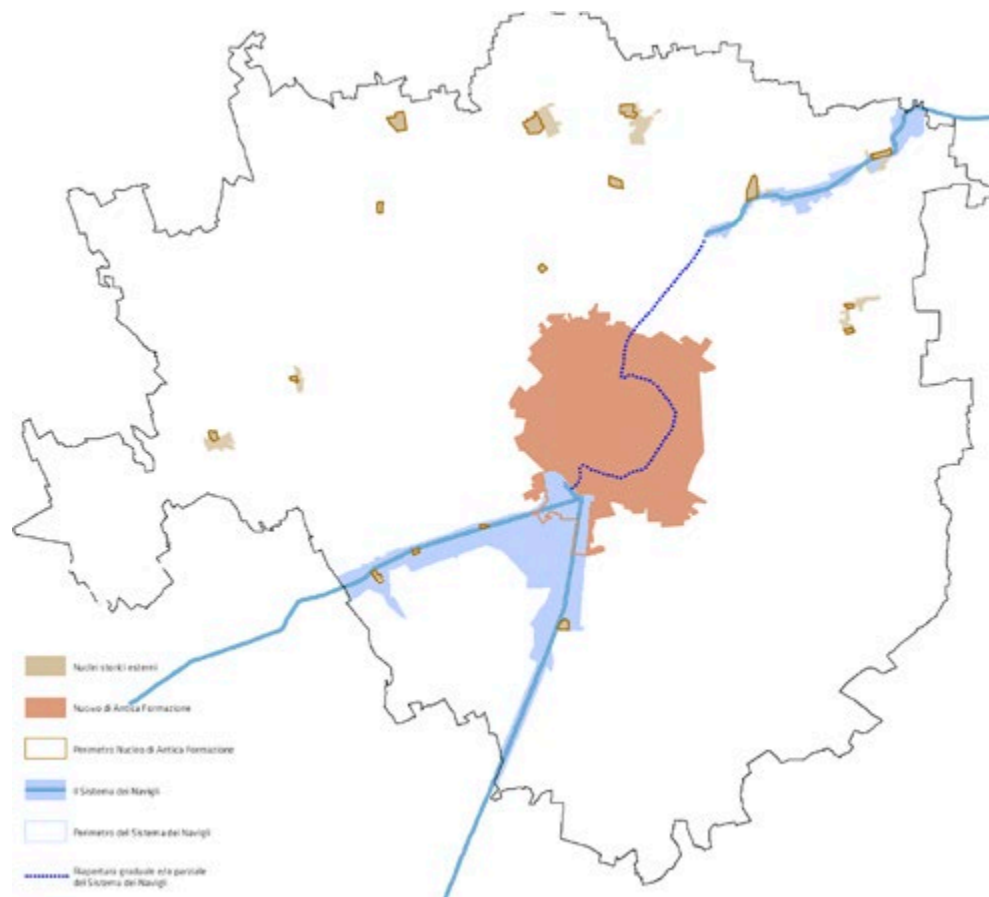 Nuclei storici esterni
Nucleo di Antica Formazione
Perimetro Nucleo di Antica Formazione
Il Sistema dei Navigli
Perimetro del Sistema dei Navigli
Riapertura graduale e/o parziale
del Sistema dei Navigli